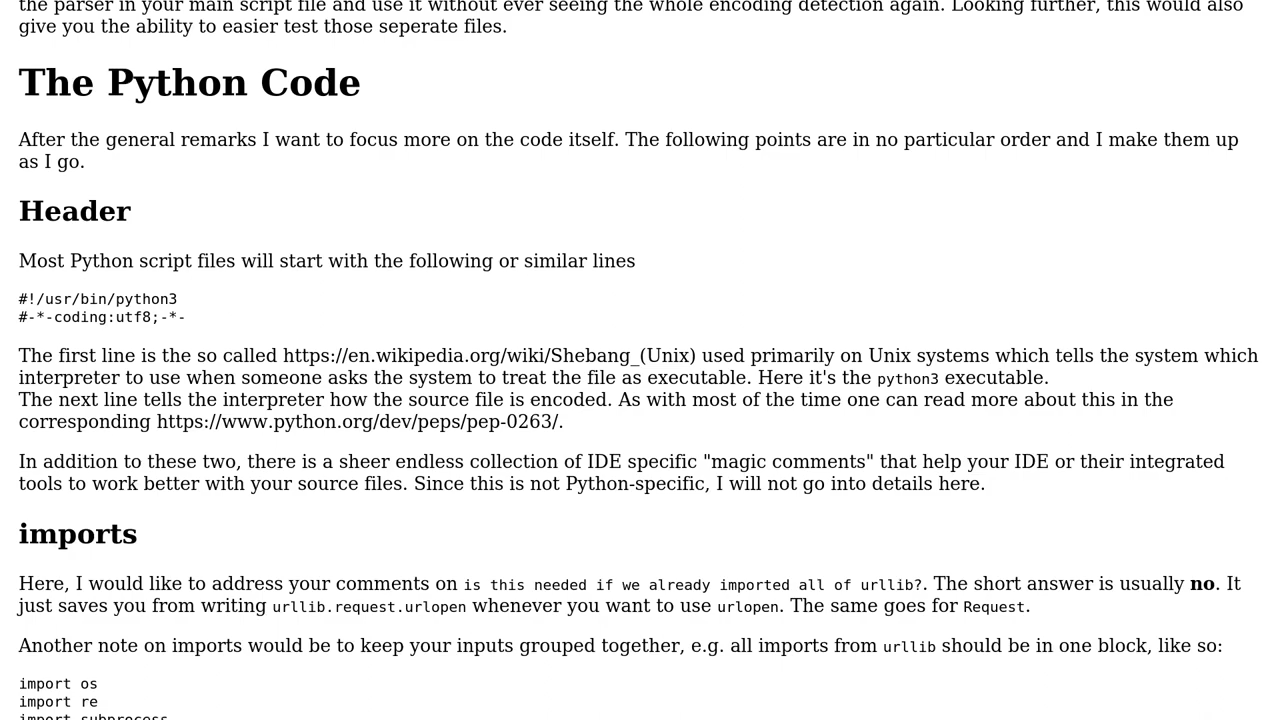 the parser in your main script file and use it without ever seeing the whole encoding detection again. Looking further, this would also
give you the ability to easier test those seperate files.
The Python Code
After the general remarks I want to focus more on the code itself. The following points are in no particular order and I make them up
as I go.
Header
Most Python script files will start with the following or similar lines
#!/usr/bin/python3
#-*-coding:utf8;-*-
The first line is the so called https://en.wikipedia.org/wiki/Shebang_(Unix) used primarily on Unix systems which tells the system which
interpreter to use when someone asks the system to treat the file as executable. Here it's the python3 executable.
The next line tells the interpreter how the source file is encoded. As with most of the time one can read more about this in the
corresponding https://www.python.org/dev/peps/pep-0263/.
In addition to these two, there is a sheer endless collection of IDE specific "magic comments" that help your IDE or their integrated
tools to work better with your source files. Since this is not Python-specific, I will not go into details here.
imports
Here, I would like to address your comments on is this needed if we already imported all of urllib?. The short answer is usually no. It
just saves you from writing urllib.request.urlopen whenever you want to use urlopen. The same goes for Request.
Another note on imports would be to keep your inputs grouped together, e.g. all imports from urllib should be in one block, like so:
import os
import re
import subprocess